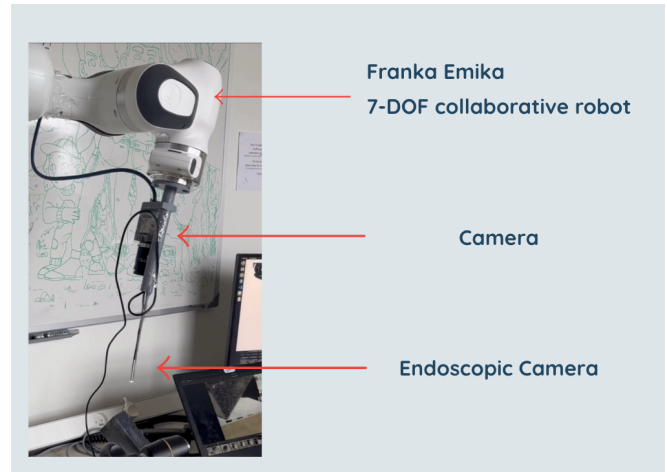 Franka Emika
7-DOF collaborative robot
Camera
Endoscopic Camera